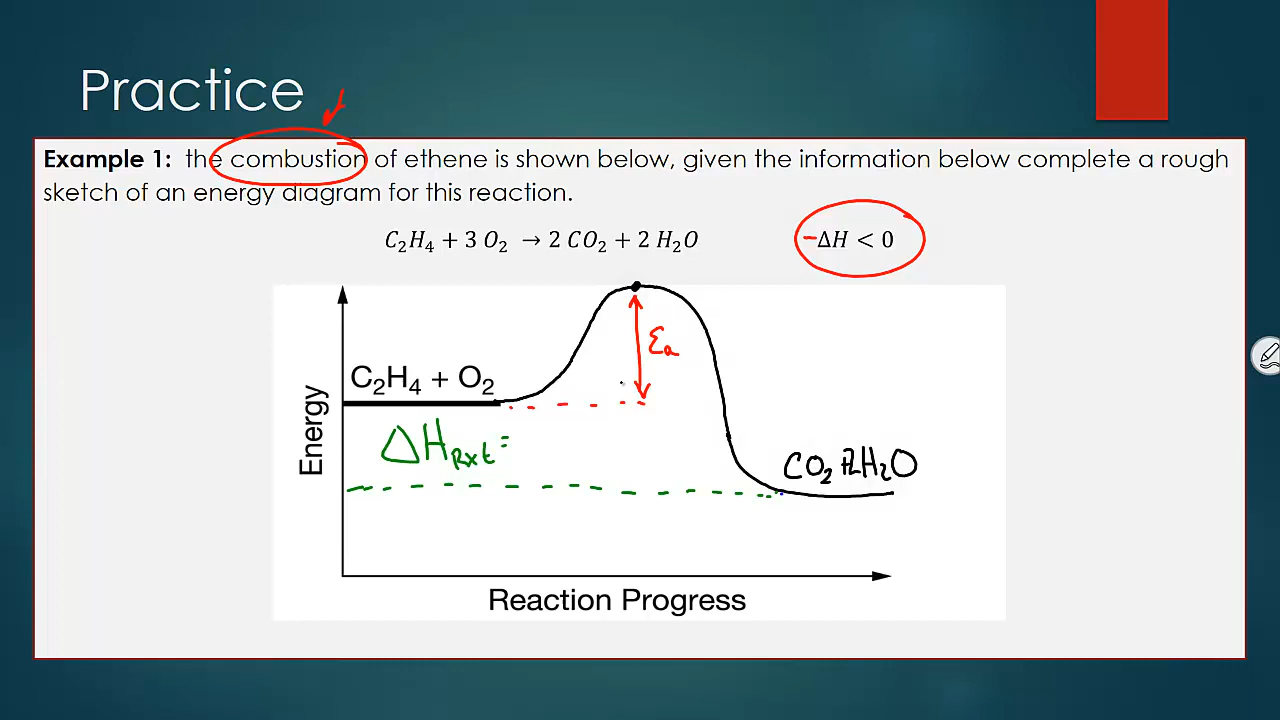 Practice
Example 1: the combustion of ethene is shown below, given the information below complete a rough
sketch of an energy diagram for this reaction.
C₂H₄ + 3 O₂ → 2 CO₂ + 2 H₂O
-ΔH < 0
Ea
C₂H₄ + O₂
ΔHRxt =
CO₂ + H₂O
Energy
Reaction Progress